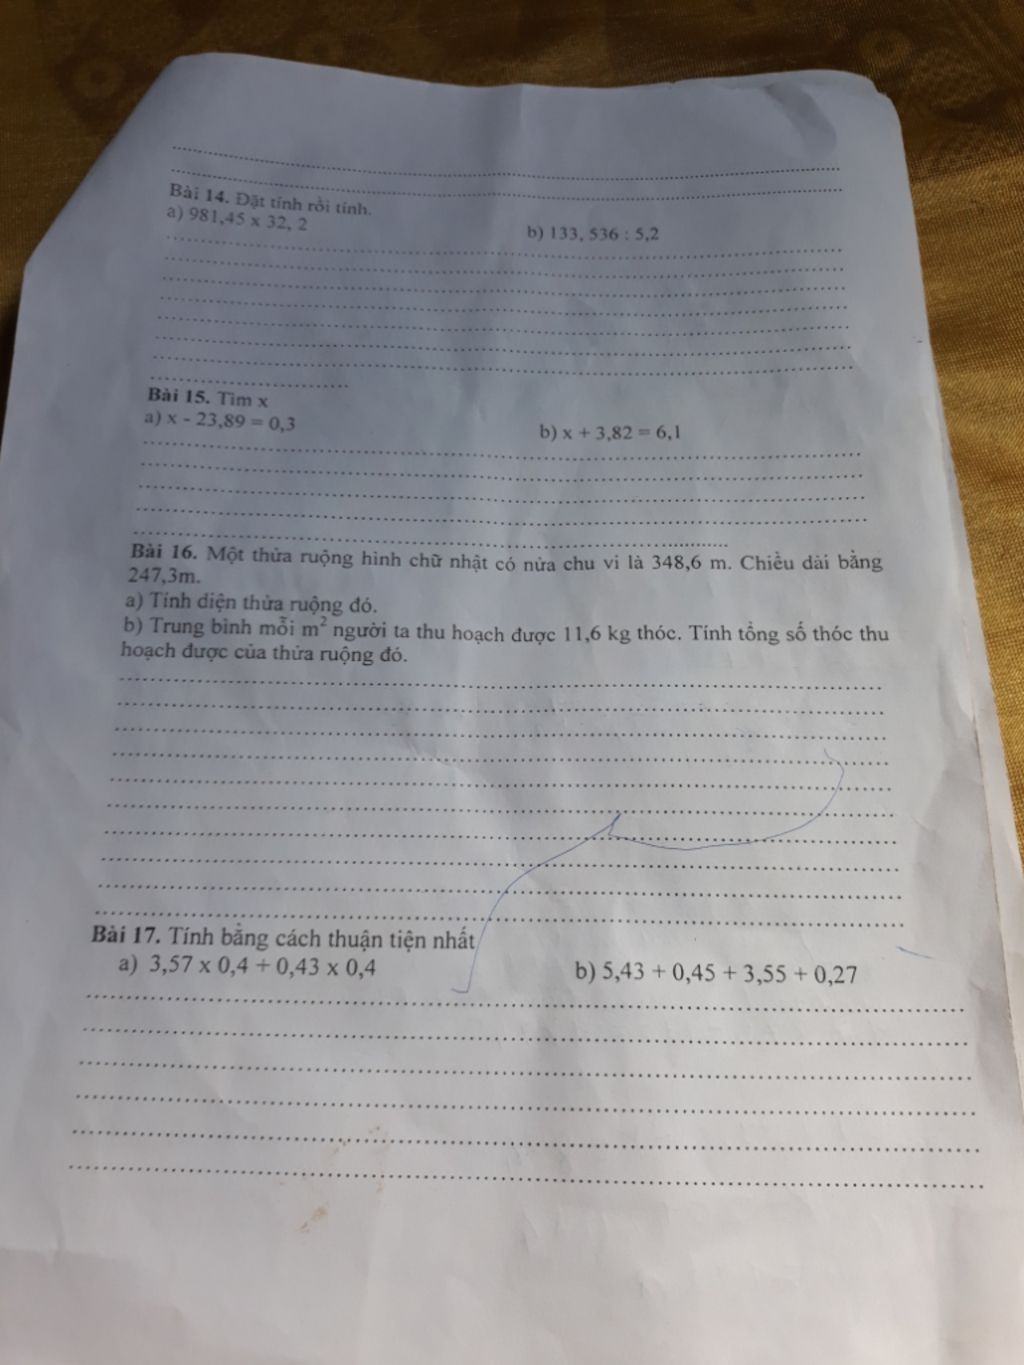 Bài 14. Đặt tính rồi tính.
a) 981,45 x 32, 2
b) 133, 536 : 5,2
Bài 15. Tìm x
a) x - 23,89 = 0,3
b) x + 3,82 = 6,1
Bài 16. Một thửa ruộng hình chữ nhật có nửa chu vi là 348,6 m. Chiều dài bằng
247,3m.
a) Tính diện thửa ruộng đó.
b) Trung bình mỗi m² người ta thu hoạch được 11,6 kg thóc. Tính tổng số thóc thu
hoạch được của thửa ruộng đó.
Bài 17. Tính bằng cách thuận tiện nhất
a) 3,57 x 0,4 + 0,43 x 0,4
b) 5,43 + 0,45 + 3,55 + 0,27